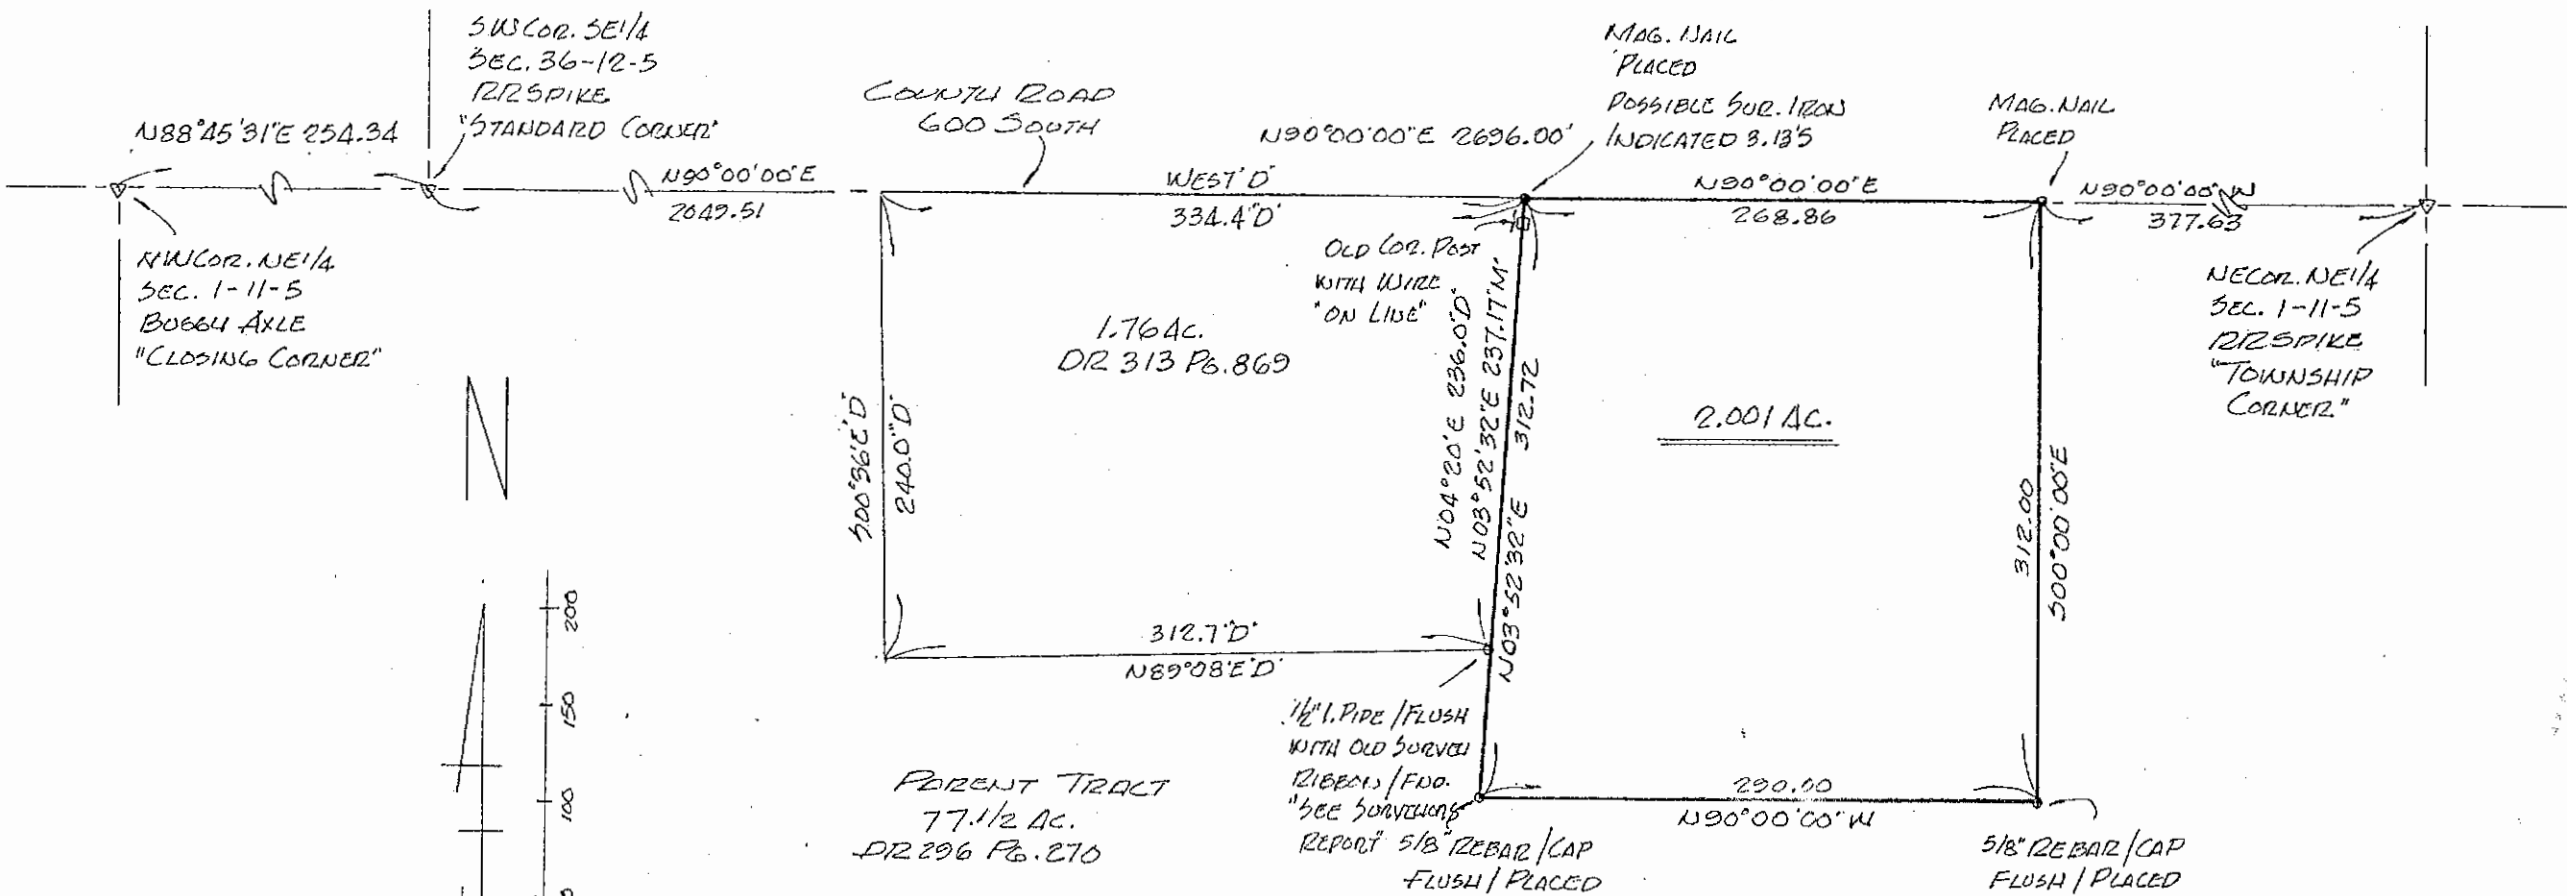 SW COR. SE1/4
SEC. 36-12-5
RRSPIKE
"STANDARD CORNER"
N88°45'31"E 254.34
NW COR. NE1/4
SEC. 1-11-5
BUGGY AXLE
"CLOSING CORNER"
N90°00'00"E
2049.51
COUNTY ROAD
600 SOUTH
N90°00'00"E 2696.00'
MAG. NAIL
PLACED
POSSIBLE SUR. IRON
INDICATED 3.13'S
MAG. NAIL
PLACED
WEST"D"
334.4"D"
N90°00'00"E
268.86
N90°00'00"W
377.63
NE COR. NE1/4
SEC. 1-11-5
RRSPIKE
"TOWNSHIP
CORNER"
OLD COR. POST
WITH WIRE
"ON LINE"
1.76 AC.
DR 313 PG. 869
S00°36'E"D"
240.0"D"
N04°20'E 236.0"D"
N03°52'32"E 237.17"M"
N03°52'32"E 312.72
2.001 AC.
312.00
S00°00'00"E
312.7"D"
N89°08'E"D"
1/2" I. PIPE / FLUSH
WITH OLD SURVEY
RIBBON / FND.
"SEE SURVEYORS
REPORT"
5/8" REBAR / CAP
FLUSH / PLACED
290.00
N90°00'00"W
5/8" REBAR / CAP
FLUSH / PLACED
PARENT TRACT
77.1/2 AC.
DR 296 PG. 270
N
200
150
100